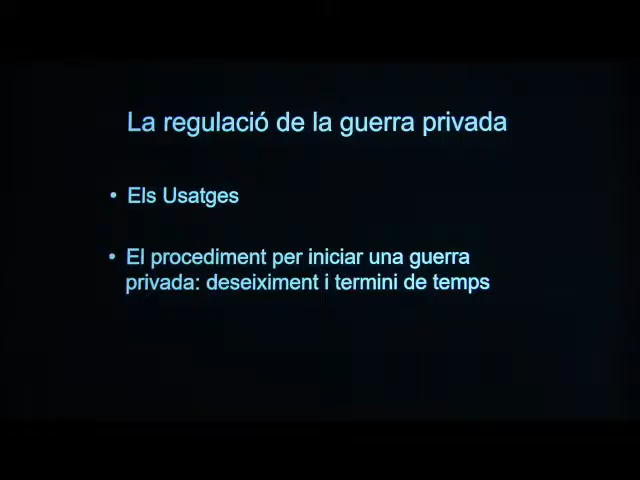 La regulació de la guerra privada
• Els Usatges
• El procediment per iniciar una guerra
privada: deseiximent i termini de temps